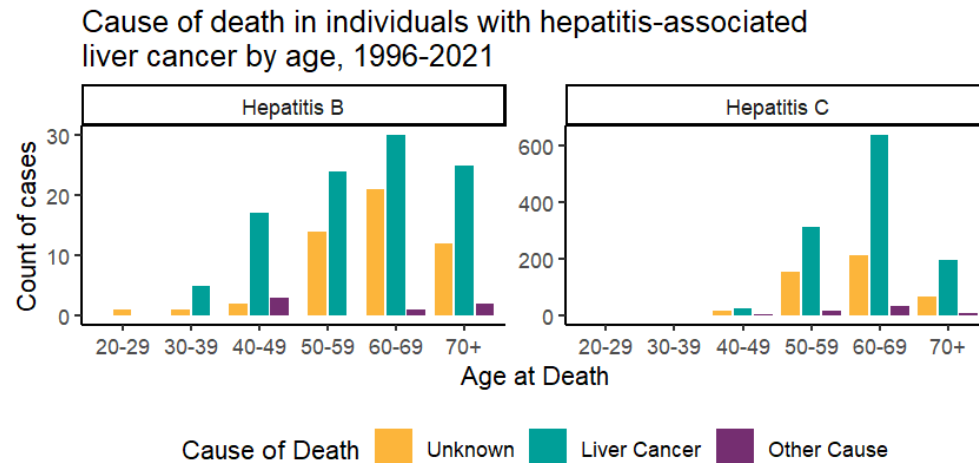 Cause of death in individuals with hepatitis-associated
liver cancer by age, 1996-2021
Hepatitis B
Hepatitis C
Count of cases
30
20
10
0
600
400
200
0
20-29 30-39 40-49 50-59 60-69 70+
20-29 30-39 40-49 50-59 60-69 70+
Age at Death
Cause of Death Unknown Liver Cancer Other Cause